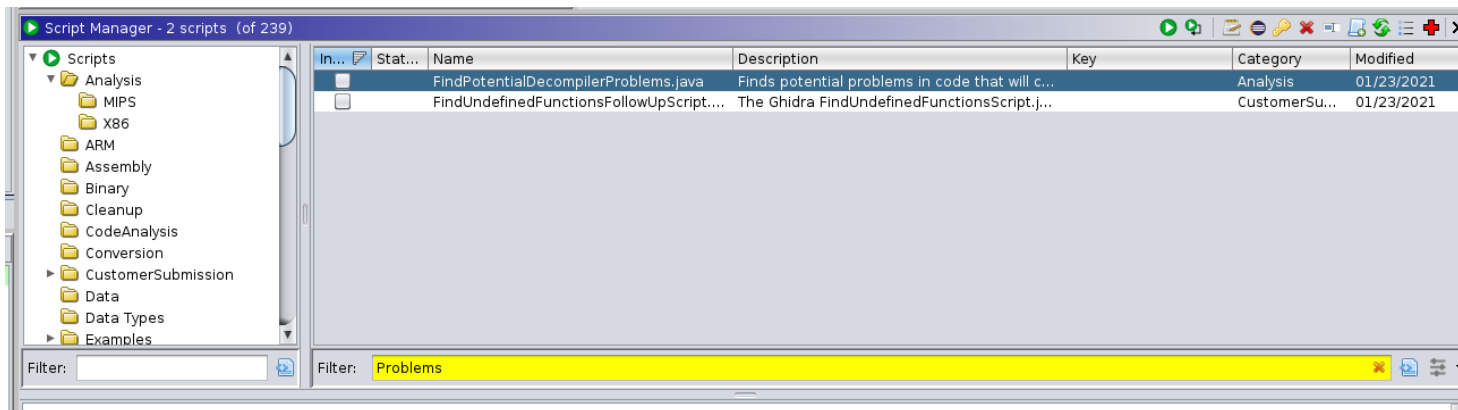 Script Manager - 2 scripts (of 239)
Scripts
Analysis
MIPS
X86
ARM
Assembly
Binary
Cleanup
CodeAnalysis
Conversion
CustomerSubmission
Data
Data Types
Examples
Filter:
In... Stat... Name Description Key Category Modified
FindPotentialDecompilerProblems.java Finds potential problems in code that will c... Analysis 01/23/2021
FindUndefinedFunctionsFollowUpScript.... The Ghidra FindUndefinedFunctionsScript.j... CustomerSu... 01/23/2021
Filter: Problems